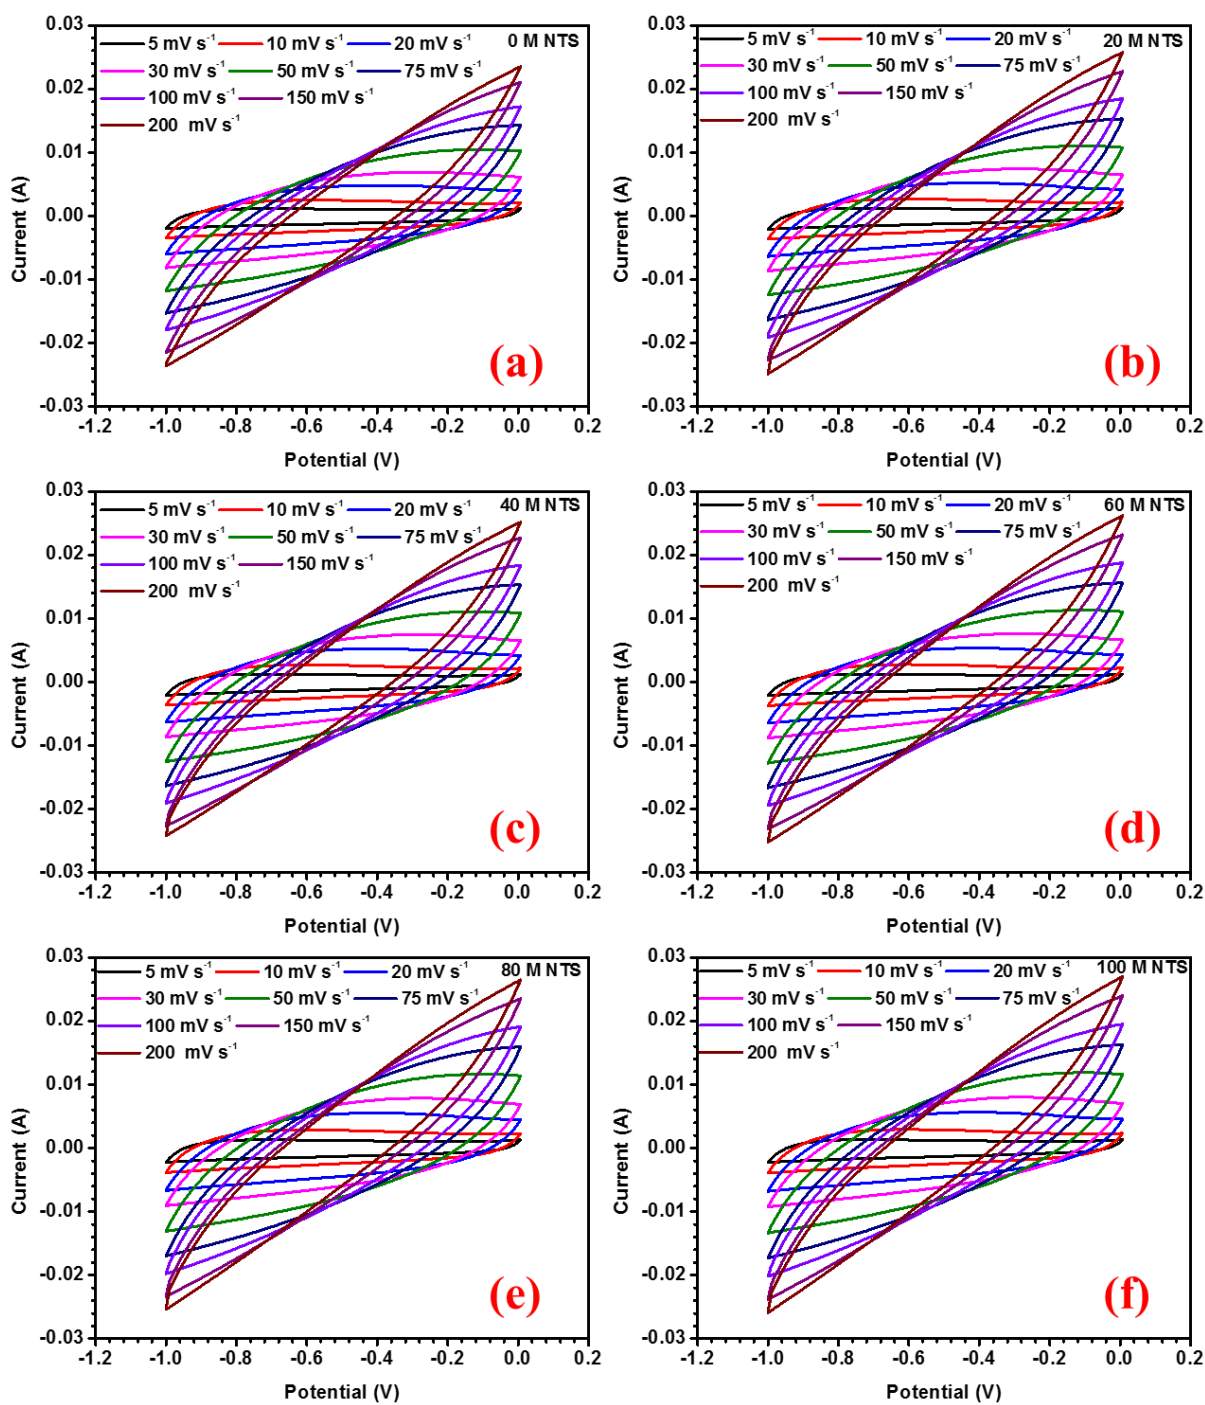 0.03
0.02
0.01
0.00
-0.01
-0.02
-0.03
Current (A)
5 mV s⁻¹ 10 mV s⁻¹ 20 mV s⁻¹ 0 M NTS
30 mV s⁻¹ 50 mV s⁻¹ 75 mV s⁻¹
100 mV s⁻¹ 150 mV s⁻¹
200 mV s⁻¹
(a)
-1.2 -1.0 -0.8 -0.6 -0.4 -0.2 0.0 0.2
Potential (V)
0.03
0.02
0.01
0.00
-0.01
-0.02
-0.03
Current (A)
5 mV s⁻¹ 10 mV s⁻¹ 20 mV s⁻¹ 20 M NTS
30 mV s⁻¹ 50 mV s⁻¹ 75 mV s⁻¹
100 mV s⁻¹ 150 mV s⁻¹
200 mV s⁻¹
(b)
-1.2 -1.0 -0.8 -0.6 -0.4 -0.2 0.0 0.2
Potential (V)
0.03
0.02
0.01
0.00
-0.01
-0.02
-0.03
Current (A)
5 mV s⁻¹ 10 mV s⁻¹ 20 mV s⁻¹ 40 M NTS
30 mV s⁻¹ 50 mV s⁻¹ 75 mV s⁻¹
100 mV s⁻¹ 150 mV s⁻¹
200 mV s⁻¹
(c)
-1.2 -1.0 -0.8 -0.6 -0.4 -0.2 0.0 0.2
Potential (V)
0.03
0.02
0.01
0.00
-0.01
-0.02
-0.03
Current (A)
5 mV s⁻¹ 10 mV s⁻¹ 20 mV s⁻¹ 60 M NTS
30 mV s⁻¹ 50 mV s⁻¹ 75 mV s⁻¹
100 mV s⁻¹ 150 mV s⁻¹
200 mV s⁻¹
(d)
-1.2 -1.0 -0.8 -0.6 -0.4 -0.2 0.0 0.2
Potential (V)
0.03
0.02
0.01
0.00
-0.01
-0.02
-0.03
Current (A)
5 mV s⁻¹ 10 mV s⁻¹ 20 mV s⁻¹ 80 M NTS
30 mV s⁻¹ 50 mV s⁻¹ 75 mV s⁻¹
100 mV s⁻¹ 150 mV s⁻¹
200 mV s⁻¹
(e)
-1.2 -1.0 -0.8 -0.6 -0.4 -0.2 0.0 0.2
Potential (V)
0.03
0.02
0.01
0.00
-0.01
-0.02
-0.03
Current (A)
5 mV s⁻¹ 10 mV s⁻¹ 20 mV s⁻¹ 100 M NTS
30 mV s⁻¹ 50 mV s⁻¹ 75 mV s⁻¹
100 mV s⁻¹ 150 mV s⁻¹
200 mV s⁻¹
(f)
-1.2 -1.0 -0.8 -0.6 -0.4 -0.2 0.0 0.2
Potential (V)